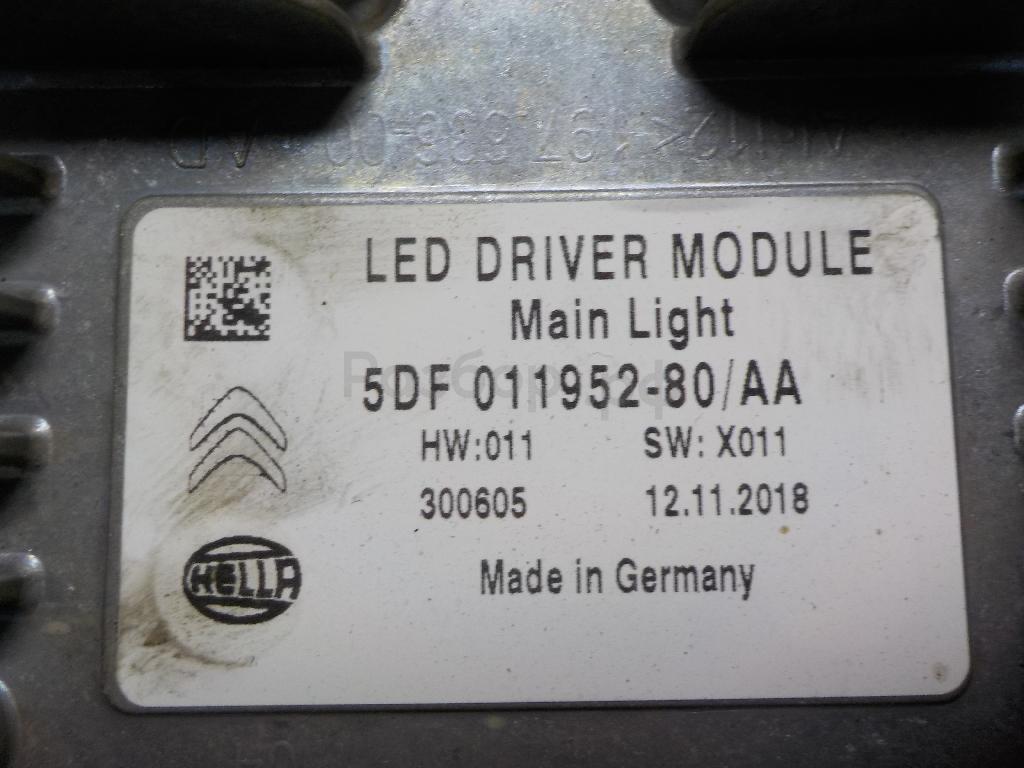 LED DRIVER MODULE
Main Light
5DF 011952-80/AA
HW:011 SW: X011
300605 12.11.2018
Made in Germany
HELLA